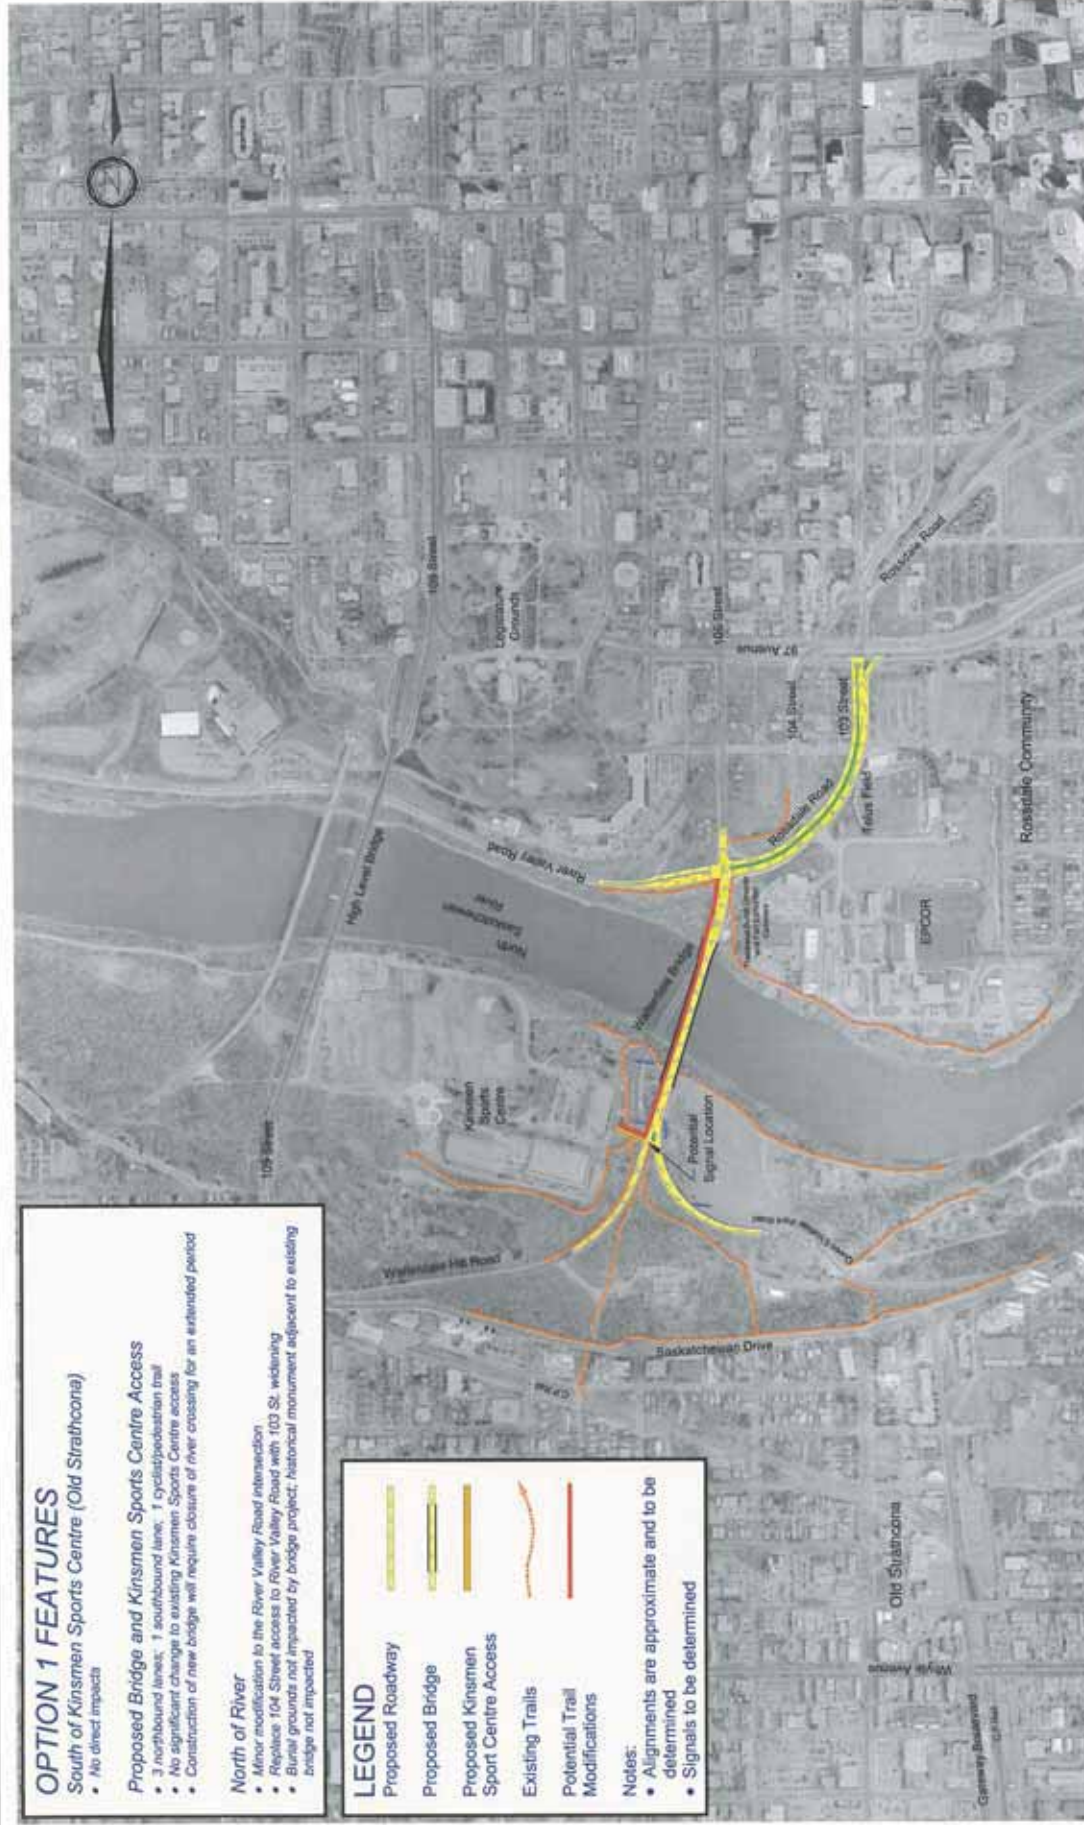 OPTION 1 FEATURES
South of Kinsmen Sports Centre (Old Strathcona)
• No direct impacts
Proposed Bridge and Kinsmen Sports Centre Access
• 3 northbound lanes; 1 southbound lane; 1 cyclist/pedestrian trail
• No significant change to existing Kinsmen Sports Centre access
• Construction of new bridge will require closure of river crossing for an extended period
North of River
• Minor modification to the River Valley Road intersection
• Replace 104 Street access to River Valley Road with 103 St. widening
• Burial grounds not impacted by bridge project; historical monument adjacent to existing
bridge not impacted
LEGEND
Proposed Roadway
Proposed Bridge
Proposed Kinsmen
Sport Centre Access
Existing Trails
Potential Trail
Modifications
Notes:
• Alignments are approximate and to be
determined
• Signals to be determined
N
109 Street
High Level Bridge
109 Street
Legislature
Grounds
North
Saskatchewan
River
River Valley Road
Kinsmen
Sports
Centre
Walterdale Bridge
105 Street
97 Avenue
104 Street
103 Street
Rossdale Road
Rossdale Road
Telus Field
EPCOR
Rossdale Community
Potential
Signal Location
Walterdale Hill Road
Queen Elizabeth Park Road
Saskatchewan Drive
C.P. Rail
Old Strathcona
Whyte Avenue
Gateway Boulevard
C.P. Rail